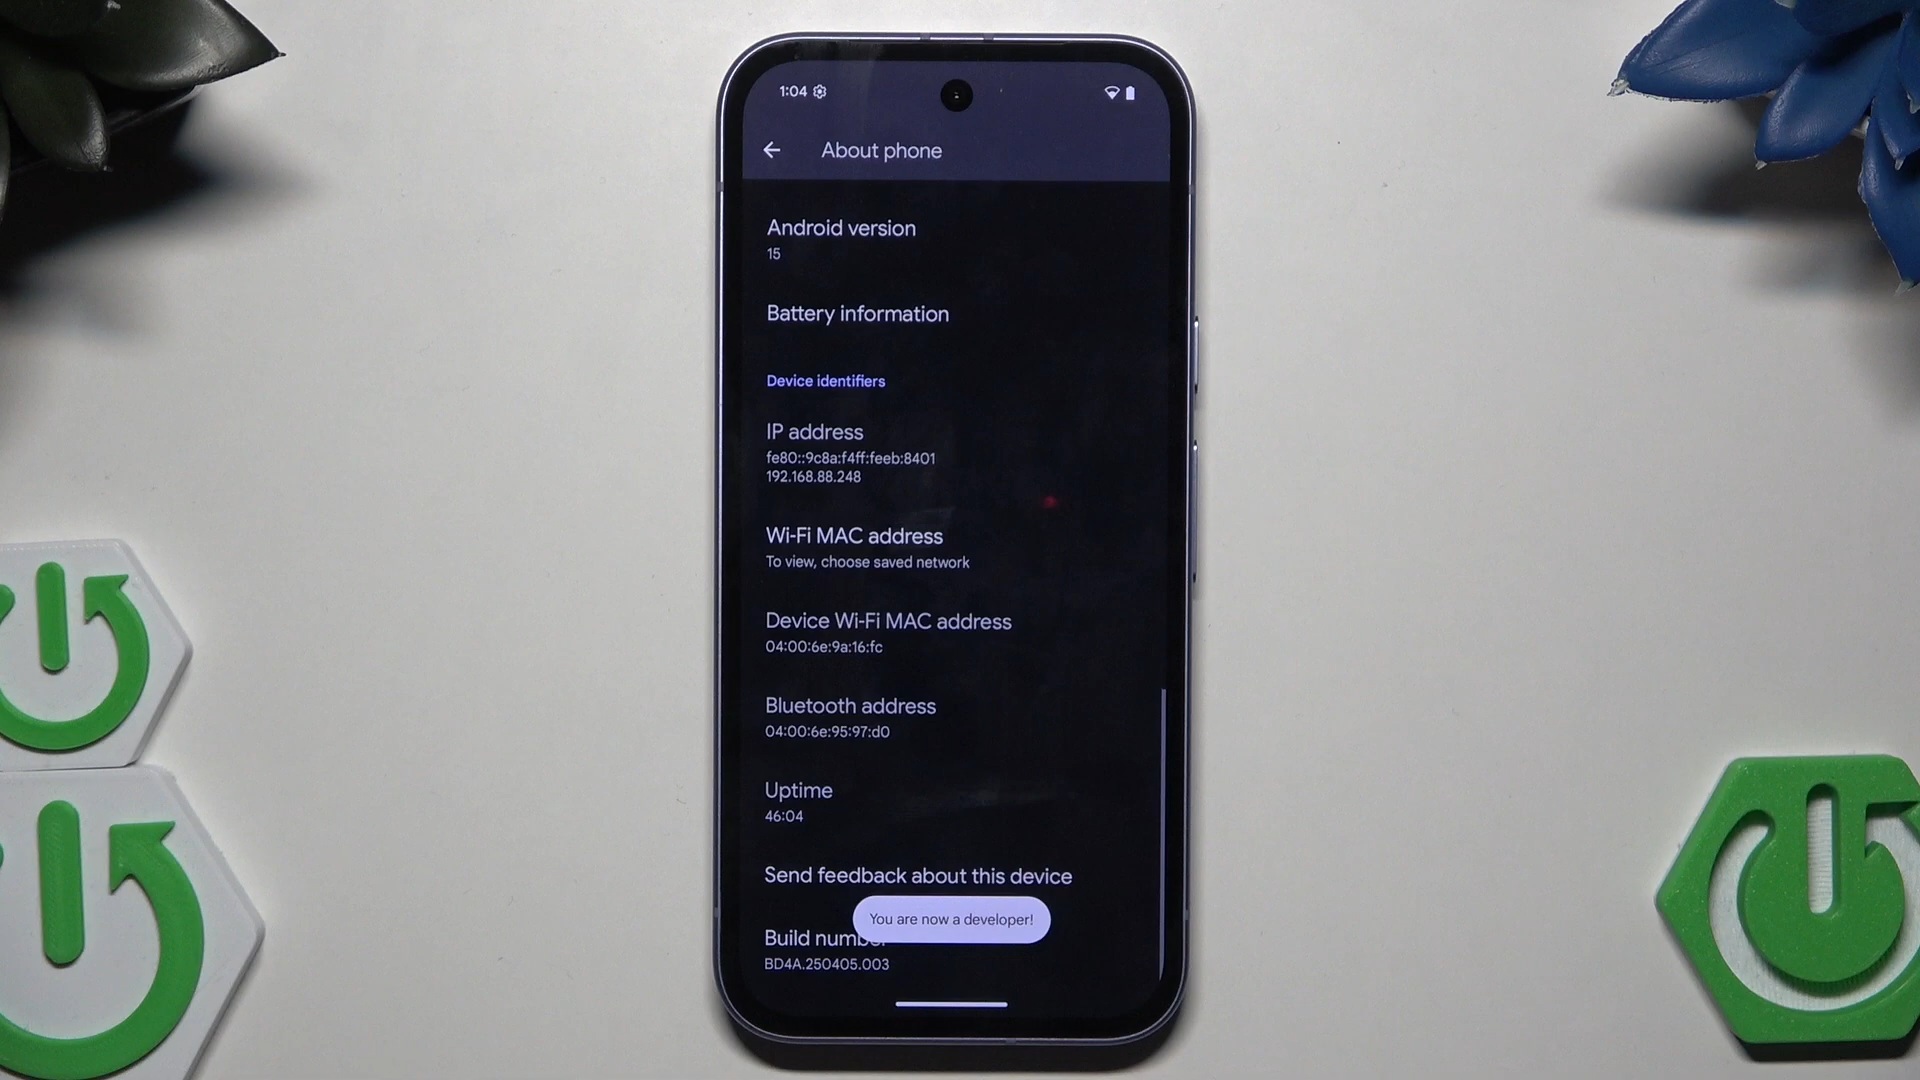 1:04
About phone
Android version
15
Battery information
Device identifiers
IP address
fe80::9c8a:f4ff:feeb:8401
192.168.88.248
Wi-Fi MAC address
To view, choose saved network
Device Wi-Fi MAC address
04:00:6e:9a:16:fc
Bluetooth address
04:00:6e:95:97:d0
Uptime
46:04
Send feedback about this device
You are now a developer!
Build number
BD4A.250405.003